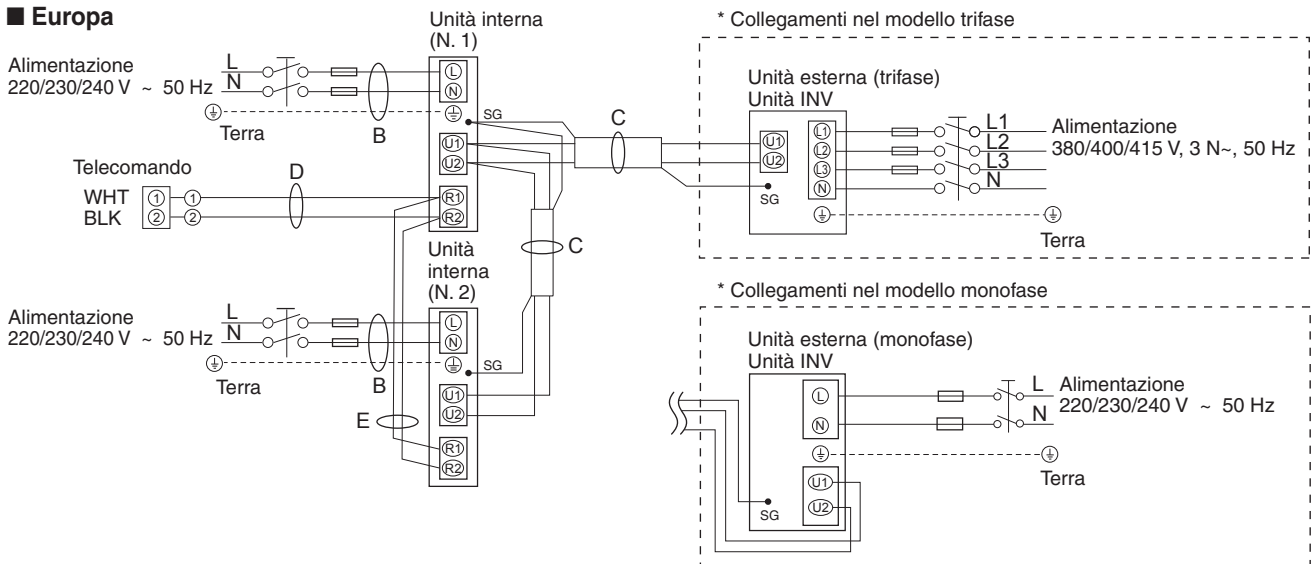 ■ Europa
Unità interna
(N. 1)
Alimentazione
220/230/240 V ~ 50 Hz
L
N
Terra
B
L
N
SG
U1
U2
R1
R2
C
Telecomando
WHT
BLK
1
2
1
2
D
C
Unità
interna
(N. 2)
Alimentazione
220/230/240 V ~ 50 Hz
L
N
Terra
B
E
L
N
SG
U1
U2
R1
R2
* Collegamenti nel modello trifase
Unità esterna (trifase)
Unità INV
U1
U2
SG
L1
L2
L3
N
L1
L2
L3
N
Alimentazione
380/400/415 V, 3 N~, 50 Hz
Terra
* Collegamenti nel modello monofase
Unità esterna (monofase)
Unità INV
L
N
L
N
Alimentazione
220/230/240 V ~ 50 Hz
Terra
U1
U2
SG